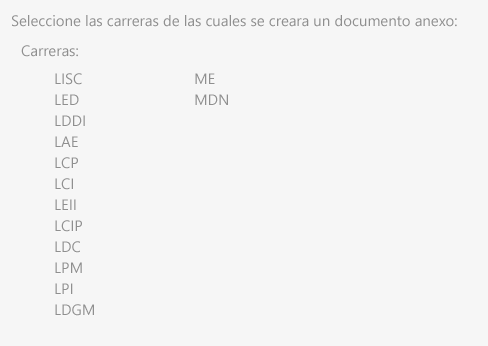 Seleccione las carreras de las cuales se creara un documento anexo:
Carreras:
LISC ME
LED MDN
LDDI
LAE
LCP
LCI
LEII
LCIP
LDC
LPM
LPI
LDGM